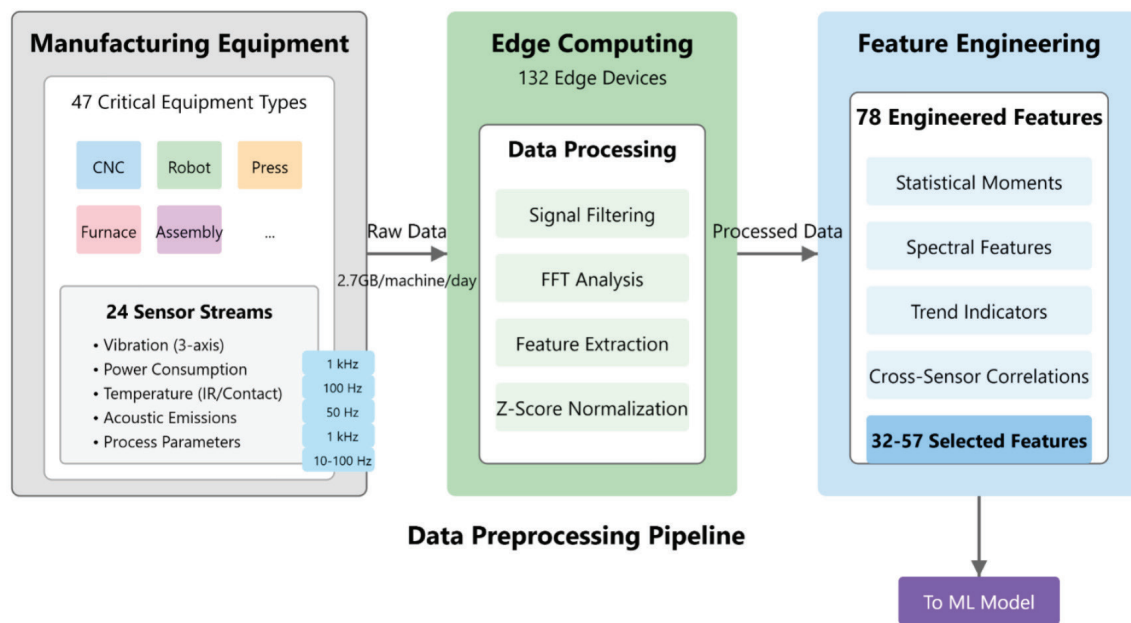 Manufacturing Equipment
47 Critical Equipment Types
CNC
Robot
Press
Furnace
Assembly
...
24 Sensor Streams
• Vibration (3-axis)
• Power Consumption
• Temperature (IR/Contact)
• Acoustic Emissions
• Process Parameters
1 kHz
100 Hz
50 Hz
1 kHz
10-100 Hz
Raw Data
2.7GB/machine/day
Edge Computing
132 Edge Devices
Data Processing
Signal Filtering
FFT Analysis
Feature Extraction
Z-Score Normalization
Processed Data
Feature Engineering
78 Engineered Features
Statistical Moments
Spectral Features
Trend Indicators
Cross-Sensor Correlations
32-57 Selected Features
Data Preprocessing Pipeline
To ML Model